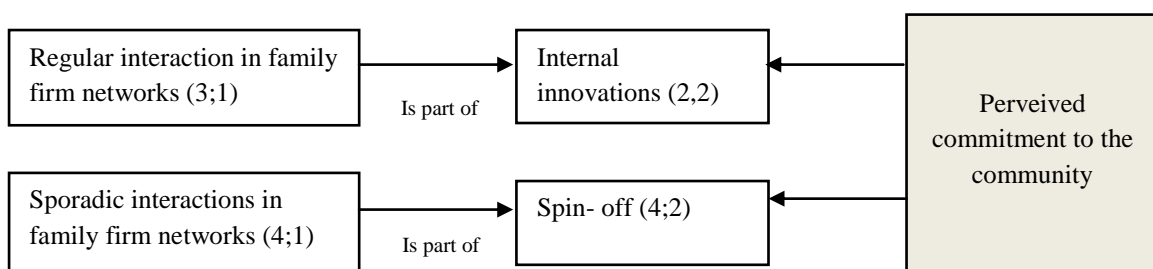 Regular interaction in family
firm networks (3;1)
Is part of
Internal
innovations (2,2)
Perveived
commitment to the
community
Sporadic interactions in
family firm networks (4;1)
Is part of
Spin- off (4;2)